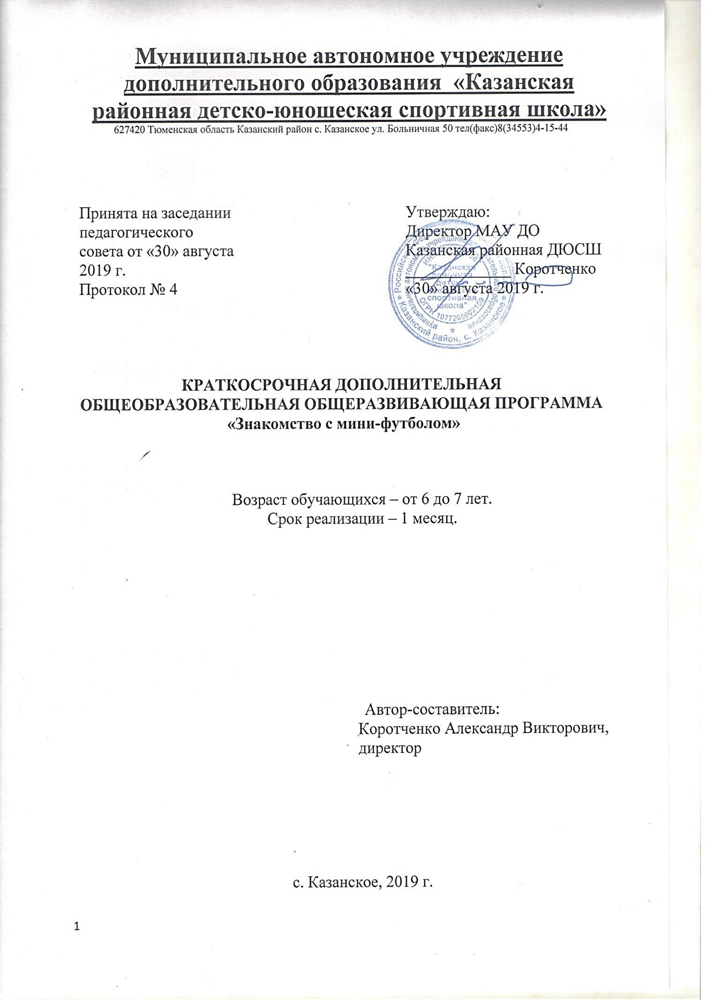 Муниципальное автономное учреждение
дополнительного образования «Казанская
районная детско-юношеская спортивная школа»
627420 Тюменская область Казанский район с. Казанское ул. Больничная 50 тел(факс)8(34553)4-15-44
Принята на заседании
педагогического
совета от «30» августа
2019 г.
Протокол № 4
Утверждаю:
Директор МАУ ДО
Казанская районная ДЮСШ
_____________ Коротченко
«30» августа 2019 г.
"Казанская
районная
детско-
юношеская
спортивная
школа"
ОГРН 1077205002159
муниципальное автономное учреждение дополнительного образования
* Российская
* Казанский район, с. Казанское *
КРАТКОСРОЧНАЯ ДОПОЛНИТЕЛЬНАЯ
ОБЩЕОБРАЗОВАТЕЛЬНАЯ ОБЩЕРАЗВИВАЮЩАЯ ПРОГРАММА
«Знакомство с мини-футболом»
Возраст обучающихся – от 6 до 7 лет.
Срок реализации – 1 месяц.
Автор-составитель:
Коротченко Александр Викторович,
директор
с. Казанское, 2019 г.
1